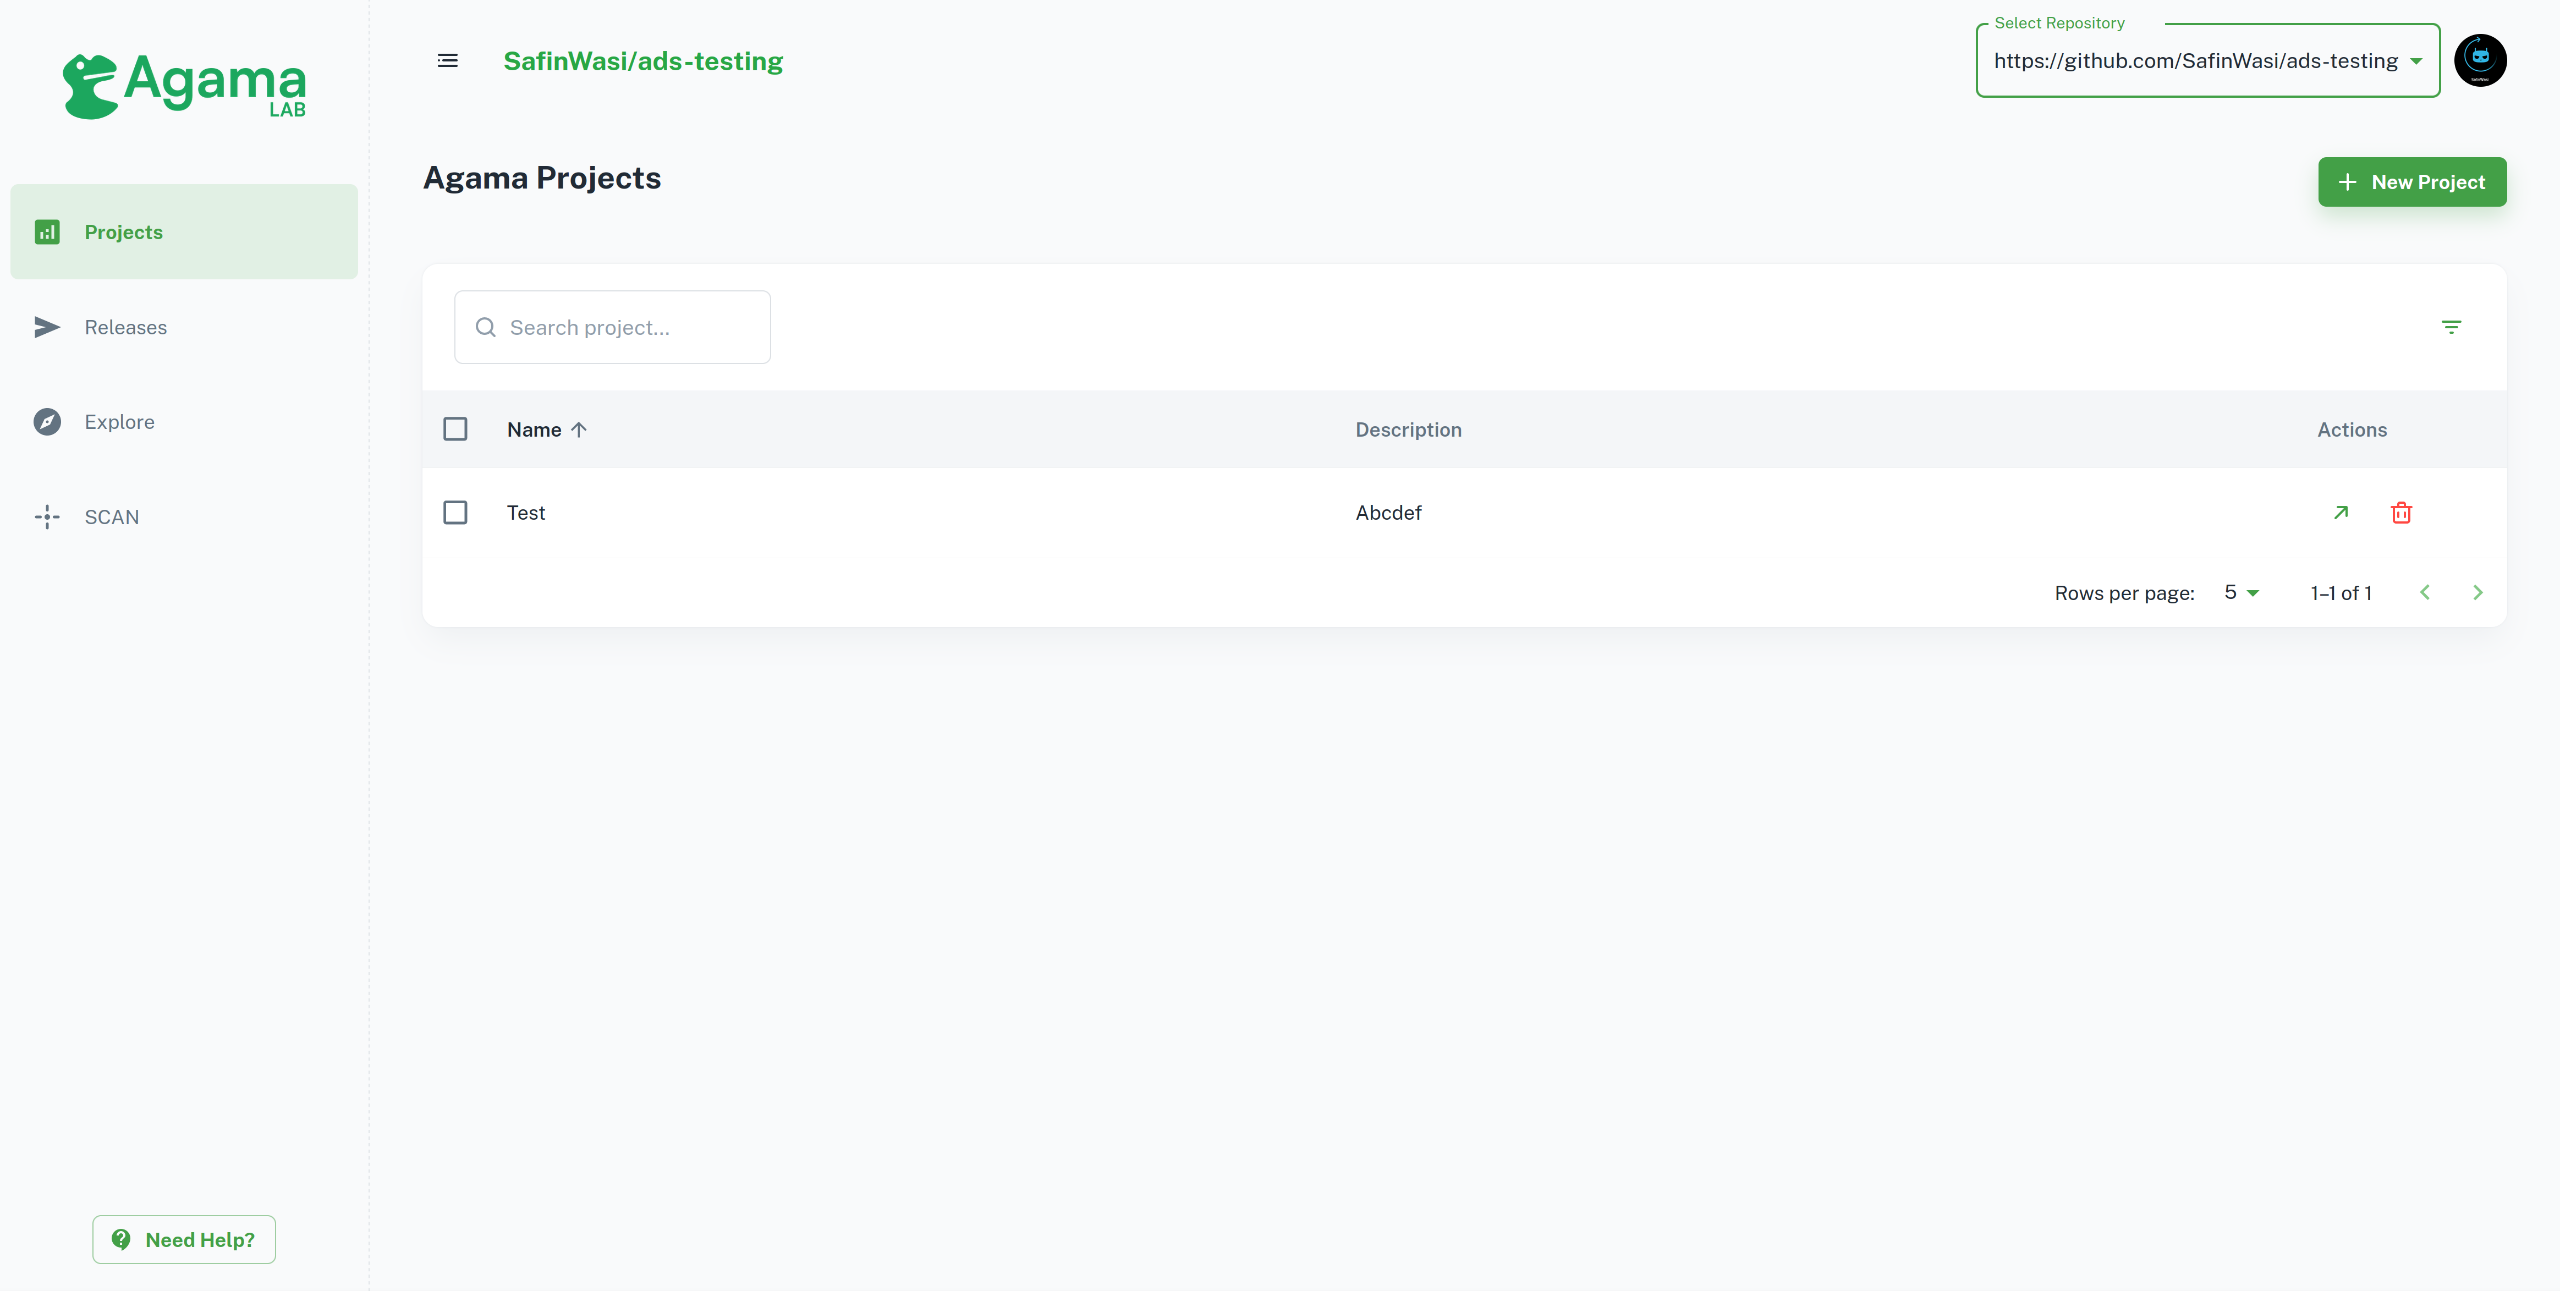 Agama
LAB
Projects
Releases
Explore
SCAN
Need Help?
SafinWasi/ads-testing
Select Repository
https://github.com/SafinWasi/ads-testing
Agama Projects
New Project
Search project...
Name Description Actions
Test Abcdef
Rows per page: 5 1–1 of 1